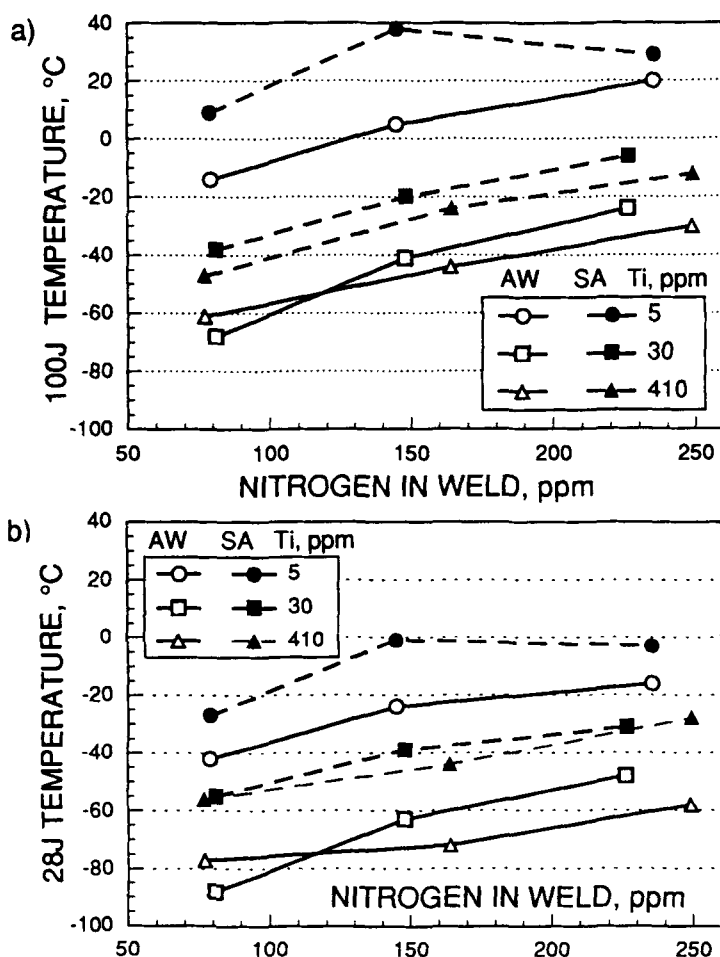 a)
100J TEMPERATURE, °C
40
20
0
-20
-40
-60
-80
-100
AW SA Ti, ppm
5
30
410
50 100 150 200 250
NITROGEN IN WELD, ppm
b)
28J TEMPERATURE, °C
40
20
0
-20
-40
-60
-80
-100
AW SA Ti, ppm
5
30
410
NITROGEN IN WELD, ppm
50 100 150 200 250